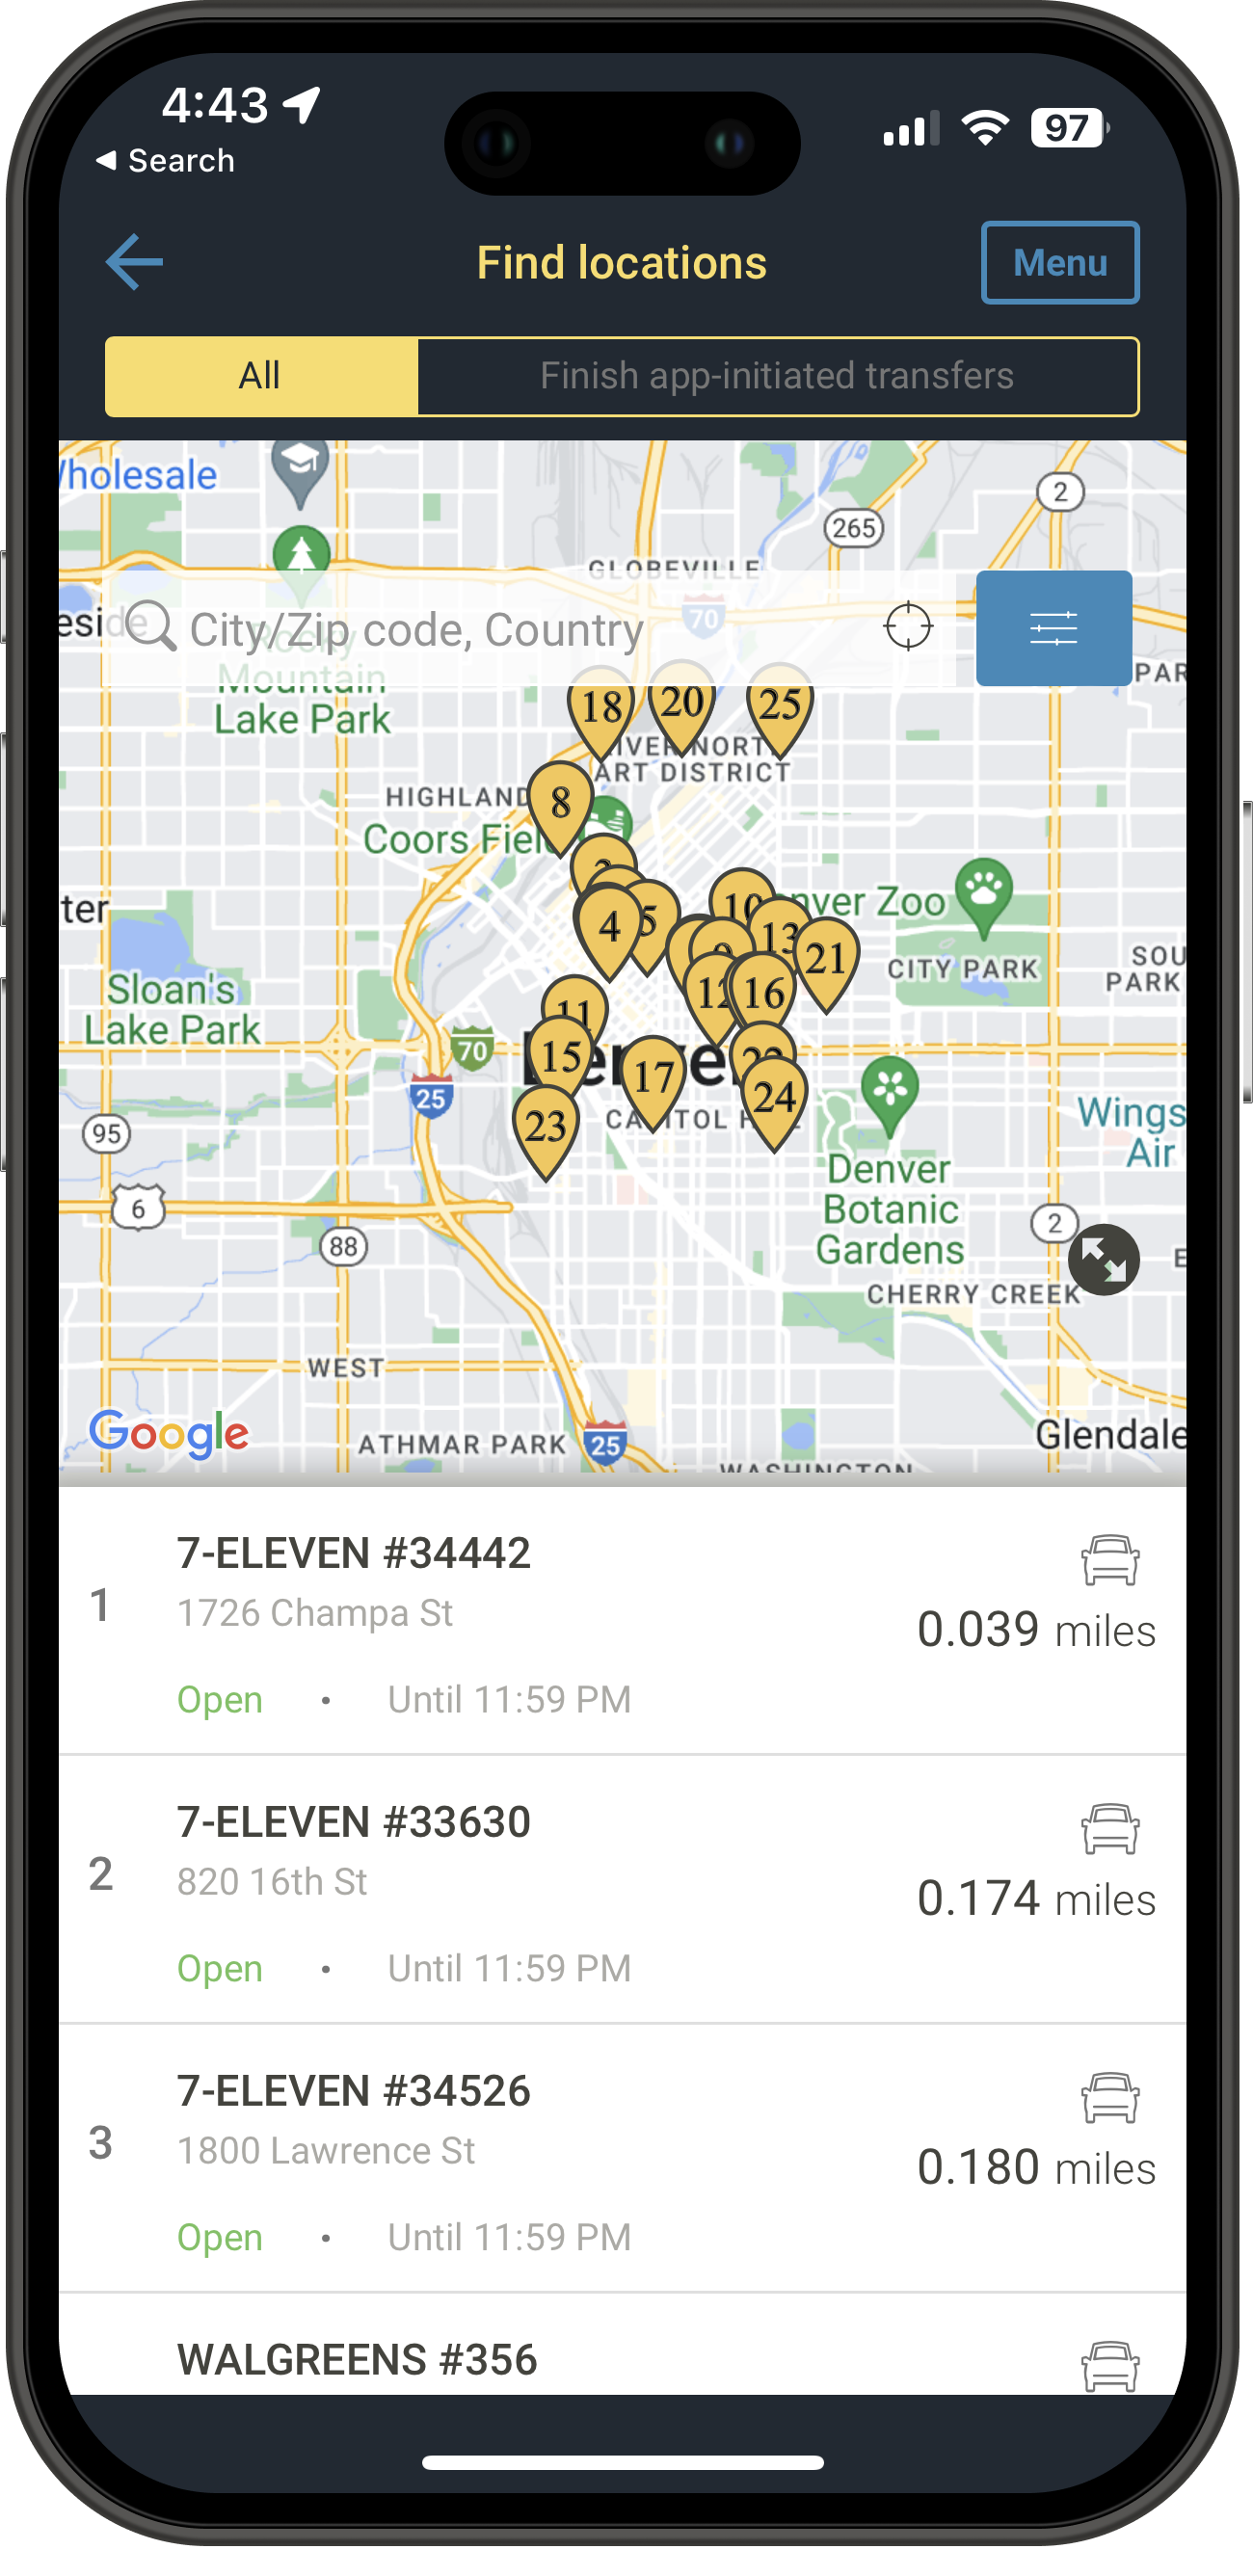 4:43
97
◀ Search
Find locations
Menu
All
Finish app-initiated transfers
Wholesale
2
265
GLOBEVILLE
70
City/Zip code, Country
Rocky
Mountain
Lake Park
18
20
25
ART DISTRICT
8
HIGHLAND
Coors Field
4
5
10
13
21
Zoo
CITY PARK
SOU
PARK
Sloan's
Lake Park
12
16
11
15
17
24
23
70
25
Denver
95
6
88
Wings
Air
Denver
Botanic
Gardens
2
CHERRY CREEK
WEST
Google
ATHMAR PARK
25
Glendale
WASHINGTON
1
7-ELEVEN #34442
1726 Champa St
0.039 miles
Open • Until 11:59 PM
2
7-ELEVEN #33630
820 16th St
0.174 miles
Open • Until 11:59 PM
3
7-ELEVEN #34526
1800 Lawrence St
0.180 miles
Open • Until 11:59 PM
WALGREENS #356